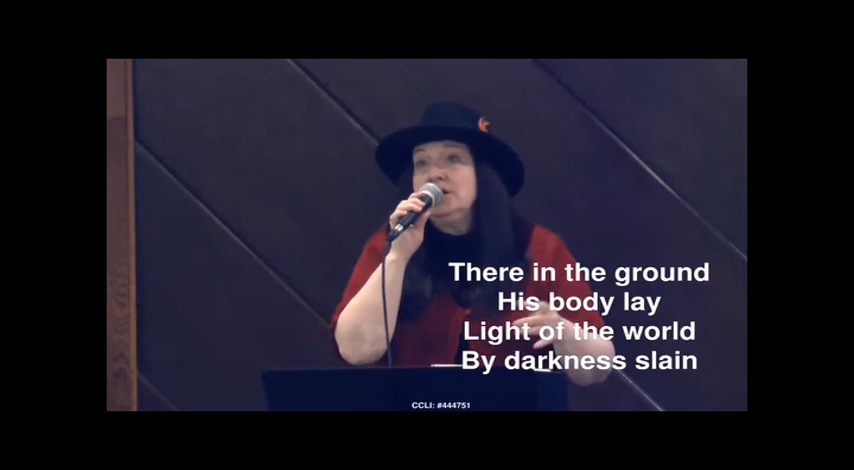 There in the ground
His body lay
Light of the world
By darkness slain
CCLI: #444751